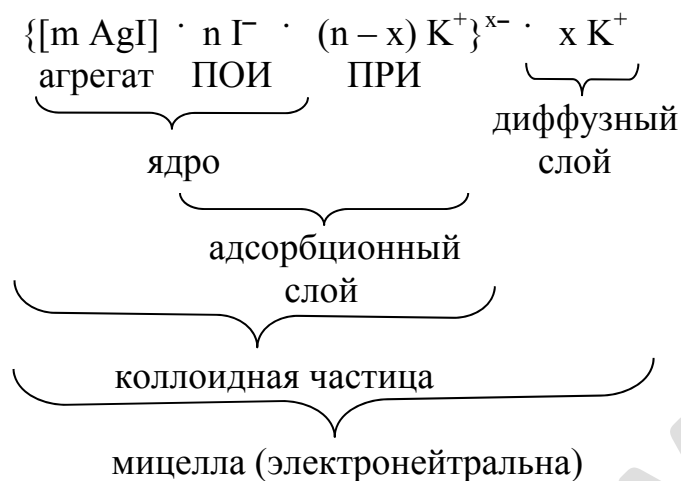 {[m AgI] · n I⁻ · (n – x) K⁺}ˣ⁻ · x K⁺
агрегат ПОИ ПРИ
диффузный
слой
ядро
адсорбционный
слой
коллоидная частица
мицелла (электронейтральна)